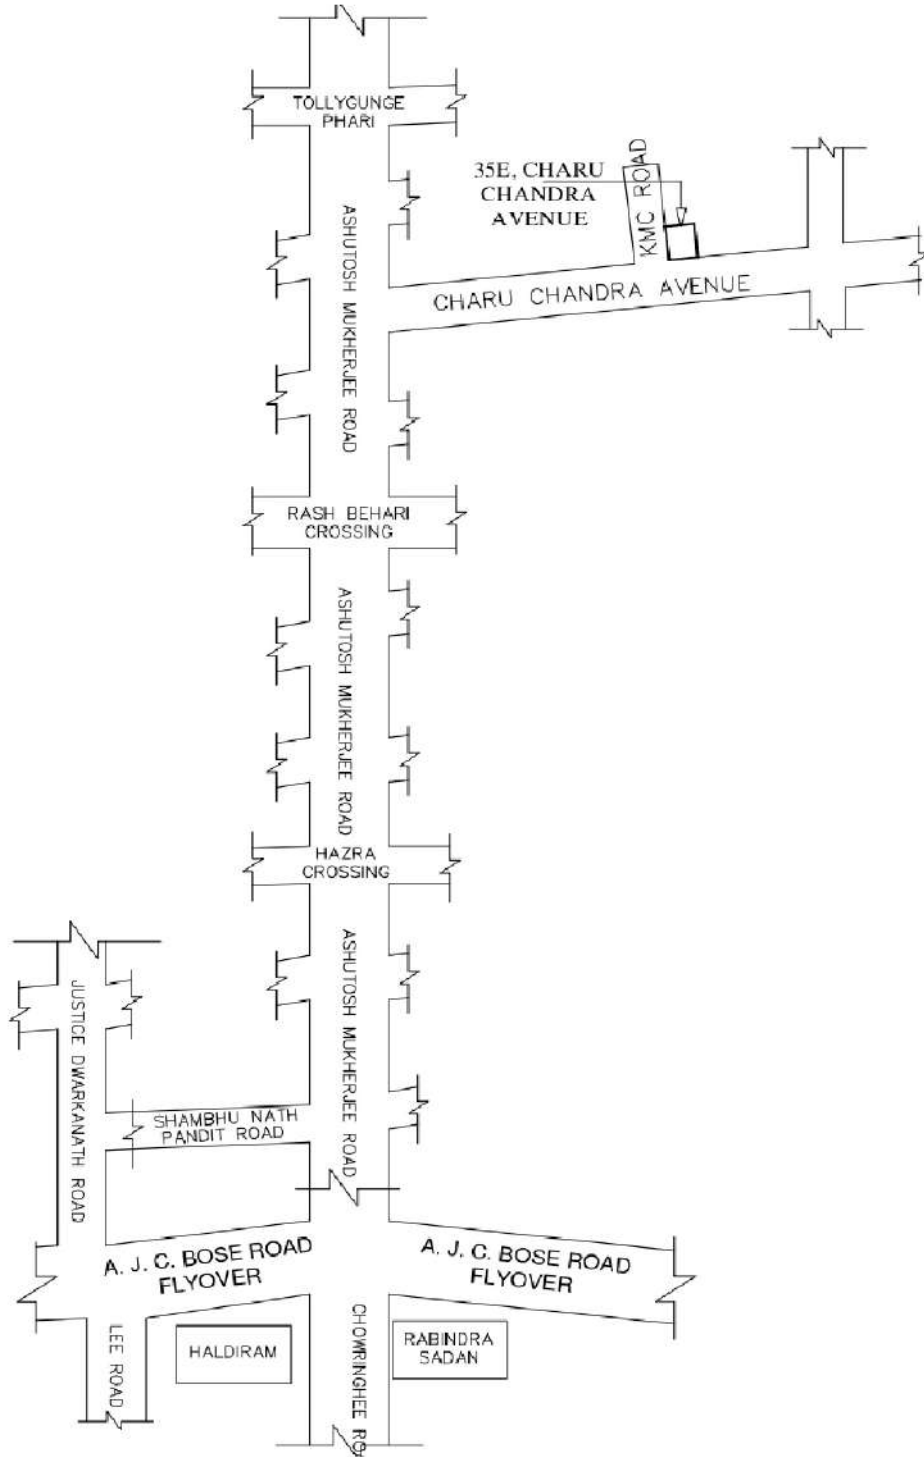 TOLLYGUNGE
PHARI
35E, CHARU
CHANDRA
AVENUE
KMC ROAD
ASHUTOSH MUKHERJEE ROAD
CHARU CHANDRA AVENUE
RASH BEHARI
CROSSING
ASHUTOSH MUKHERJEE ROAD
HAZRA
CROSSING
ASHUTOSH MUKHERJEE ROAD
JUSTICE DWARKANATH ROAD
SHAMBHU NATH
PANDIT ROAD
A. J. C. BOSE ROAD
FLYOVER
A. J. C. BOSE ROAD
FLYOVER
LEE ROAD
HALDIRAM
CHOWRINGHEE ROA
RABINDRA
SADAN